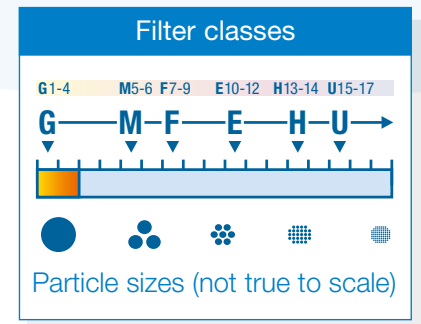 Filter classes
G1-4 M5-6 F7-9 E10-12 H13-14 U15-17
G M F E H U
Particle sizes (not true to scale)